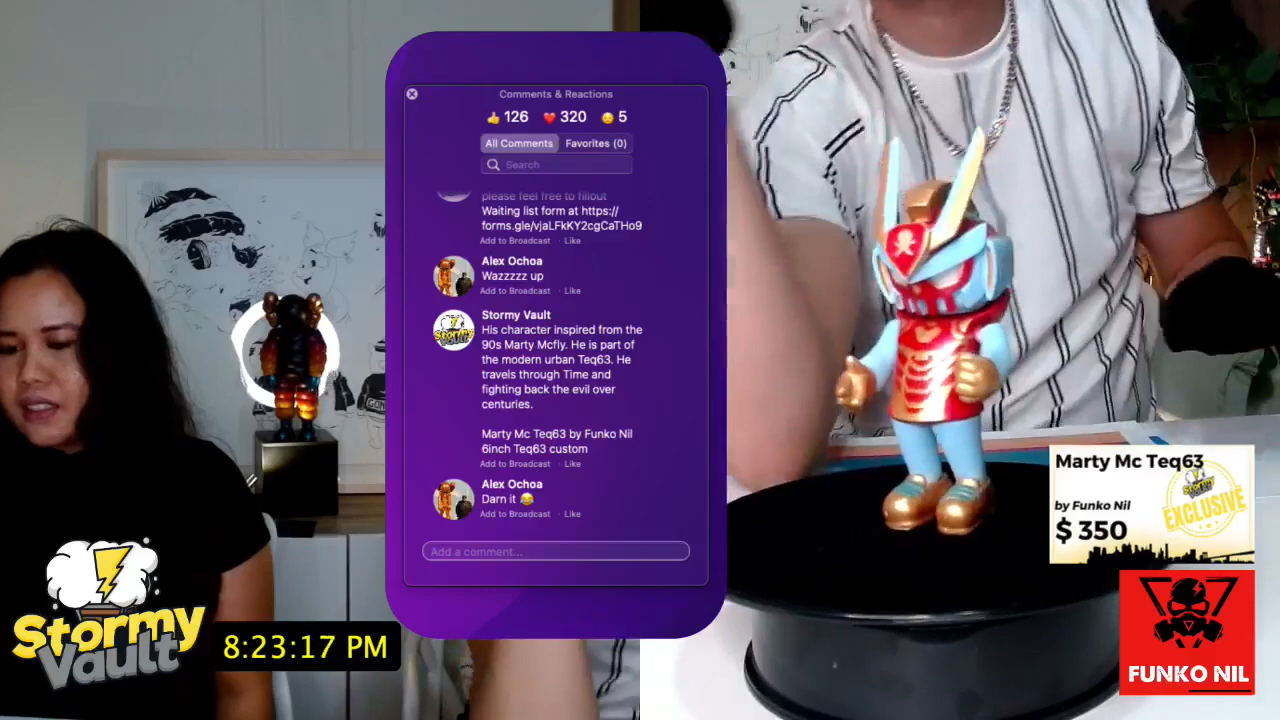 Comments & Reactions
126 320 5
All Comments Favorites (0)
Search
please feel free to fillout
Waiting list form at https://
forms.gle/vjaLFkKY2cgCaTHo9
Add to Broadcast · Like
Alex Ochoa
Wazzzzz up
Add to Broadcast · Like
Stormy Vault
His character inspired from the
90s Marty Mcfly. He is part of
the modern urban Teq63. He
travels through Time and
fighting back the evil over
centuries.
Marty Mc Teq63 by Funko Nil
6inch Teq63 custom
Add to Broadcast · Like
Alex Ochoa
Darn it
Add to Broadcast · Like
Add a comment...
Stormy
Vault
8:23:17 PM
Marty Mc Teq63
by Funko Nil
$ 350
Stormy
Vault
EXCLUSIVE
FUNKO NIL